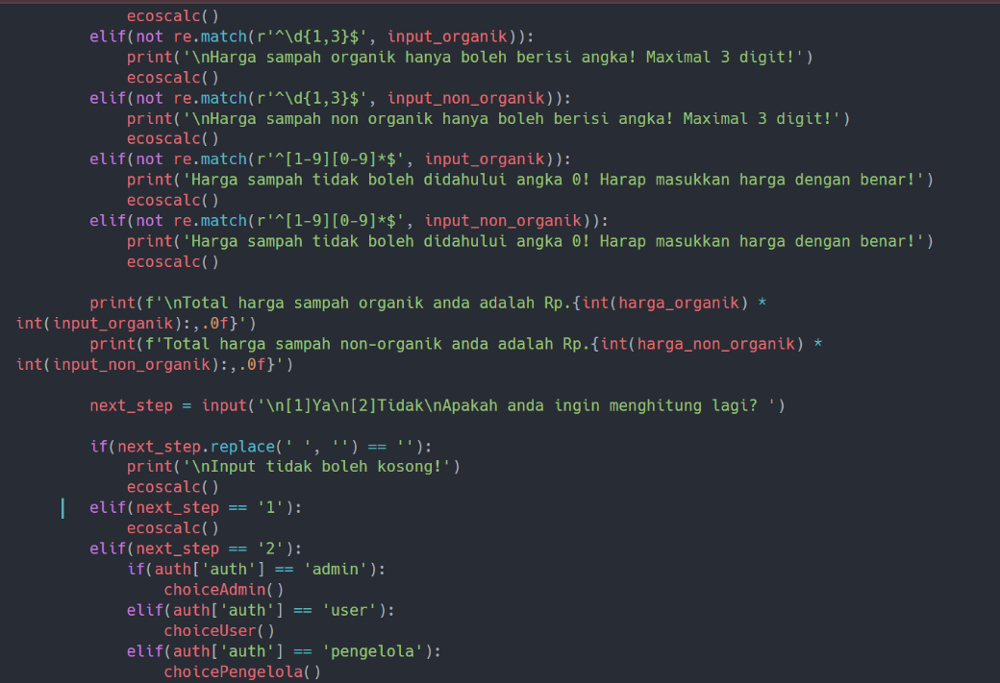 ecoscalc()
elif(not re.match(r'^\d{1,3}$', input_organik)):
print('\nHarga sampah organik hanya boleh berisi angka! Maximal 3 digit!')
ecoscalc()
elif(not re.match(r'^\d{1,3}$', input_non_organik)):
print('\nHarga sampah non organik hanya boleh berisi angka! Maximal 3 digit!')
ecoscalc()
elif(not re.match(r'^[1-9][0-9]*$', input_organik)):
print('Harga sampah tidak boleh didahului angka 0! Harap masukkan harga dengan benar!')
ecoscalc()
elif(not re.match(r'^[1-9][0-9]*$', input_non_organik)):
print('Harga sampah tidak boleh didahului angka 0! Harap masukkan harga dengan benar!')
ecoscalc()
print(f'\nTotal harga sampah organik anda adalah Rp.{int(harga_organik) *
int(input_organik):,.0f}')
print(f'Total harga sampah non-organik anda adalah Rp.{int(harga_non_organik) *
int(input_non_organik):,.0f}')
next_step = input('\n[1]Ya\n[2]Tidak\nApakah anda ingin menghitung lagi? ')
if(next_step.replace(' ', '') == ''):
print('\nInput tidak boleh kosong!')
ecoscalc()
elif(next_step == '1'):
ecoscalc()
elif(next_step == '2'):
if(auth['auth'] == 'admin'):
choiceAdmin()
elif(auth['auth'] == 'user'):
choiceUser()
elif(auth['auth'] == 'pengelola'):
choicePengelola()